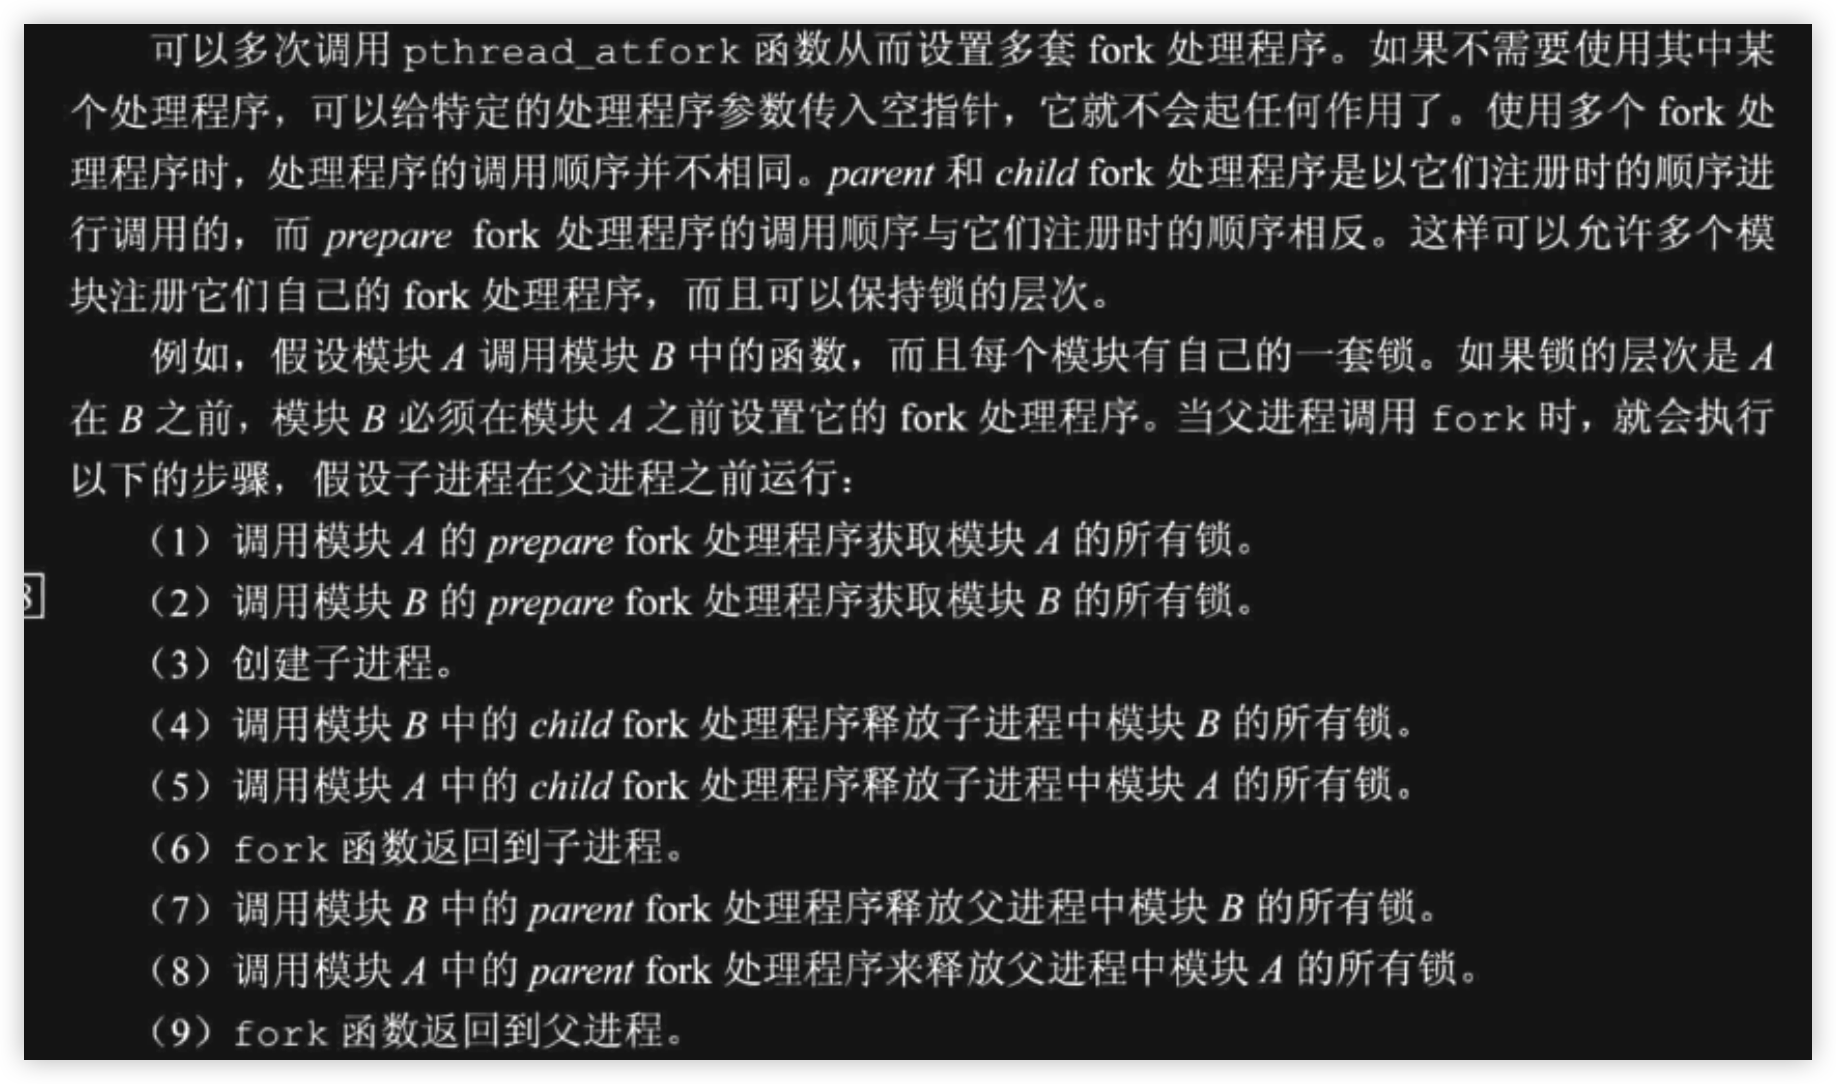 可以多次调用 pthread_atfork 函数从而设置多套 fork 处理程序。如果不需要使用其中某
个处理程序，可以给特定的处理程序参数传入空指针，它就不会起任何作用了。使用多个 fork 处
理程序时，处理程序的调用顺序并不相同。parent 和 child fork 处理程序是以它们注册时的顺序进
行调用的，而 prepare fork 处理程序的调用顺序与它们注册时的顺序相反。这样可以允许多个模
块注册它们自己的 fork 处理程序，而且可以保持锁的层次。
例如，假设模块 A 调用模块 B 中的函数，而且每个模块有自己的一套锁。如果锁的层次是 A
在 B 之前，模块 B 必须在模块 A 之前设置它的 fork 处理程序。当父进程调用 fork 时，就会执行
以下的步骤，假设子进程在父进程之前运行：
（1）调用模块 A 的 prepare fork 处理程序获取模块 A 的所有锁。
（2）调用模块 B 的 prepare fork 处理程序获取模块 B 的所有锁。
（3）创建子进程。
（4）调用模块 B 中的 child fork 处理程序释放子进程中模块 B 的所有锁。
（5）调用模块 A 中的 child fork 处理程序释放子进程中模块 A 的所有锁。
（6）fork 函数返回到子进程。
（7）调用模块 B 中的 parent fork 处理程序释放父进程中模块 B 的所有锁。
（8）调用模块 A 中的 parent fork 处理程序来释放父进程中模块 A 的所有锁。
（9）fork 函数返回到父进程。